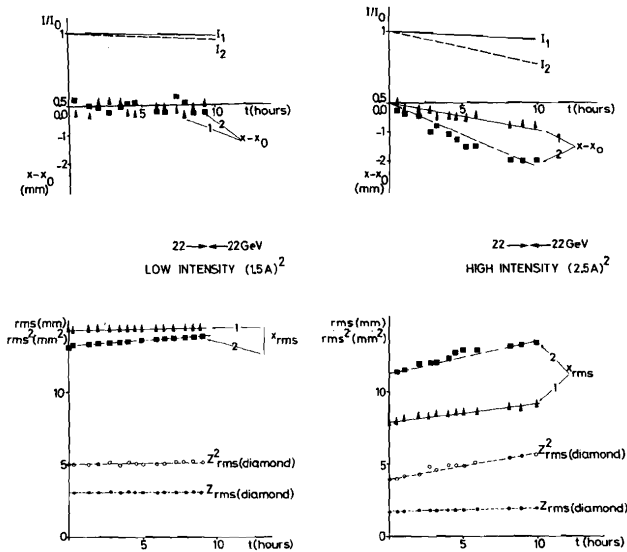 I/I₀
1
I₁
I₂
0.5
0.0
5
10
t(hours)
1
2
x-x₀
-1
-2
x-x₀
(mm)
22 → ← 22GeV
LOW INTENSITY (1.5A)²
I/I₀
1
I₁
I₂
0.5
0.0
5
10
t(hours)
1
2
x-x₀
-1
-2
x-x₀
(mm)
22 → ← 22GeV
HIGH INTENSITY (2.5A)²
rms(mm)
rms²(mm²)
1
2
xrms
10
5
Z²rms(diamond)
Zrms(diamond)
0
5
10
t(hours)
rms(mm)
rms²(mm²)
2
xrms
1
10
5
Z²rms(diamond)
Zrms(diamond)
0
5
10
t(hours)